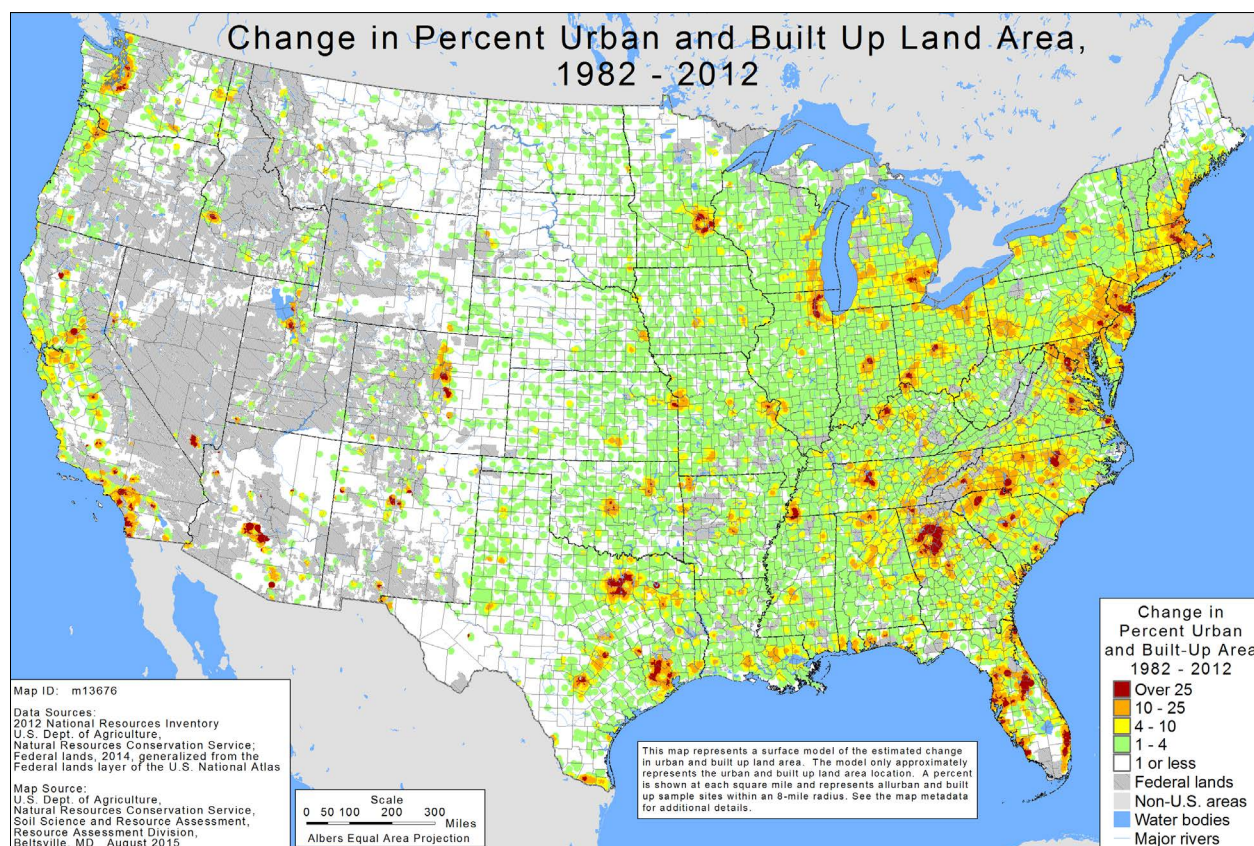 Change in Percent Urban and Built Up Land Area,
1982 - 2012
Map ID: m13676
Data Sources:
2012 National Resources Inventory
U.S. Dept. of Agriculture,
Natural Resources Conservation Service;
Federal lands, 2014, generalized from the
Federal lands layer of the U.S. National Atlas
Map Source:
U.S. Dept. of Agriculture,
Natural Resources Conservation Service,
Soil Science and Resource Assessment,
Resource Assessment Division,
Beltsville, MD August 2015
Scale
0 50 100 200 300
Miles
Albers Equal Area Projection
This map represents a surface model of the estimated change
in urban and built up land area. The model only approximately
represents the urban and built up land area location. A percent
is shown at each square mile and represents allurban and built
up sample sites within an 8-mile radius. See the map metadata
for additional details.
Change in
Percent Urban
and Built-Up Area
1982 - 2012
Over 25
10 - 25
4 - 10
1 - 4
1 or less
Federal lands
Non-U.S. areas
Water bodies
Major rivers